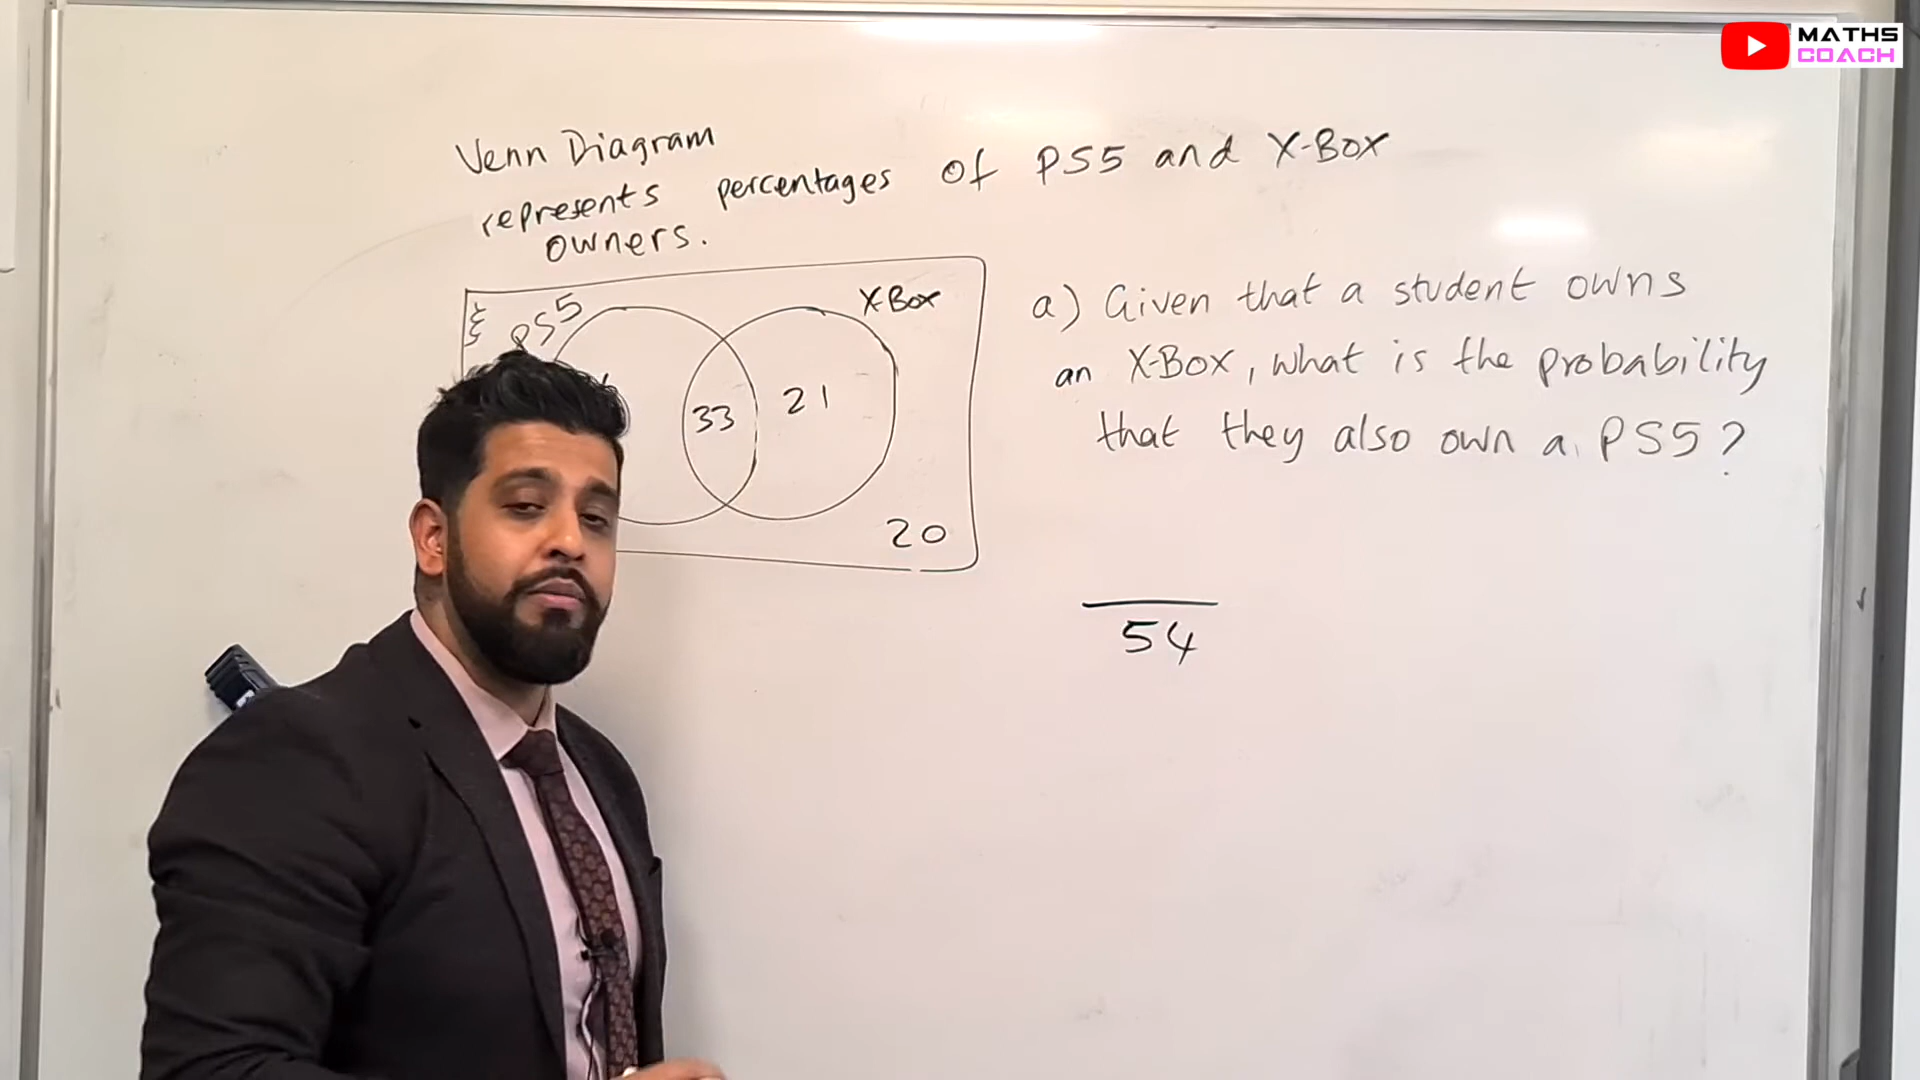 MATHS
COACH
Venn Diagram
represents percentages of PS5 and X-Box
owners.
ξ
PS5
X-Box
33
21
20
a) Given that a student owns
an X-Box, what is the probability
that they also own a PS5?
54